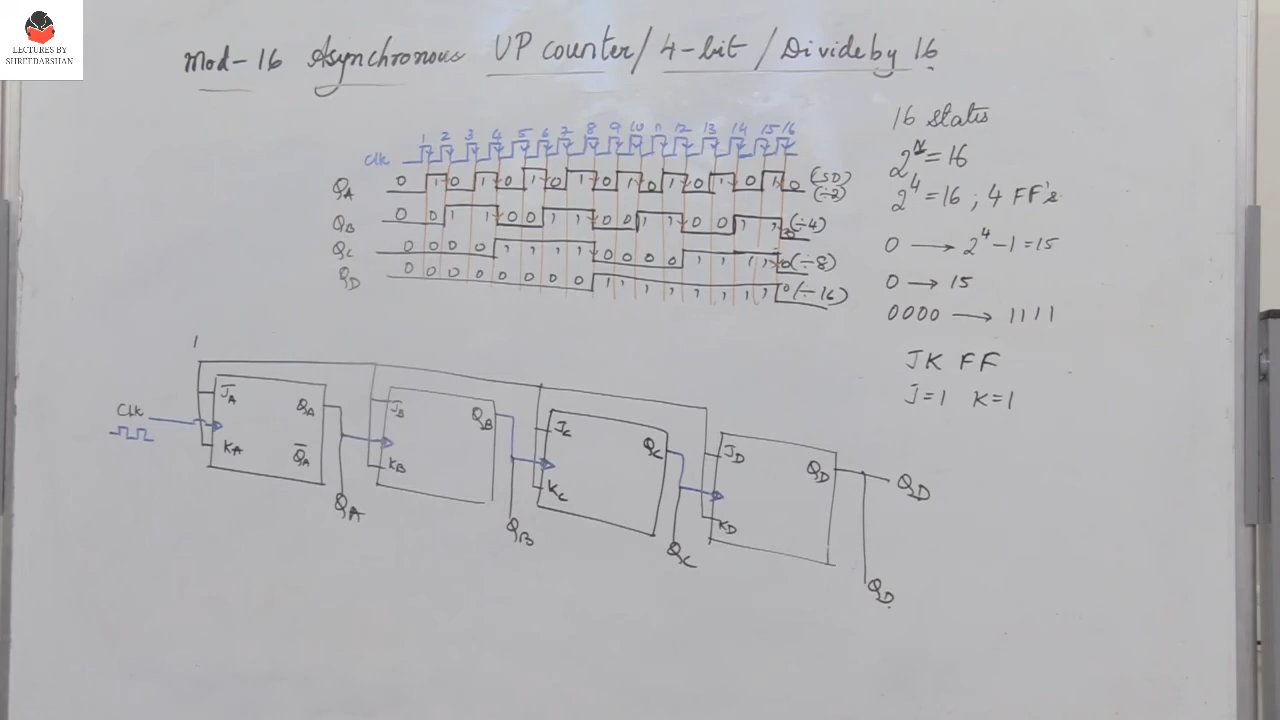 LECTURES BY
SHREEDARSHAN
Mod-16 Asynchronous UP counter / 4-bit / Divide by 16
Clk 1 2 3 4 5 6 7 8 9 10 11 12 13 14 15 16
QA 0 1 0 1 0 1 0 1 0 1 0 1 0 1 0 1 0 (÷2)
QB 0 0 1 1 0 0 1 1 0 0 1 1 0 0 1 1 0 (÷4)
QC 0 0 0 0 1 1 1 1 0 0 0 0 1 1 1 1 0 (÷8)
QD 0 0 0 0 0 0 0 0 1 1 1 1 1 1 1 1 0 (÷16)
16 States
2ⁿ = 16
2⁴ = 16 ; 4 FF's
0 → 2⁴-1=15
0 → 15
0000 → 1111
JK FF
J=1 K=1
1
Clk
JA QA
KA Q̅A
QA
JB QB
KB
QB
JC QC
KC
QC
JD QD
KD
QD
QD